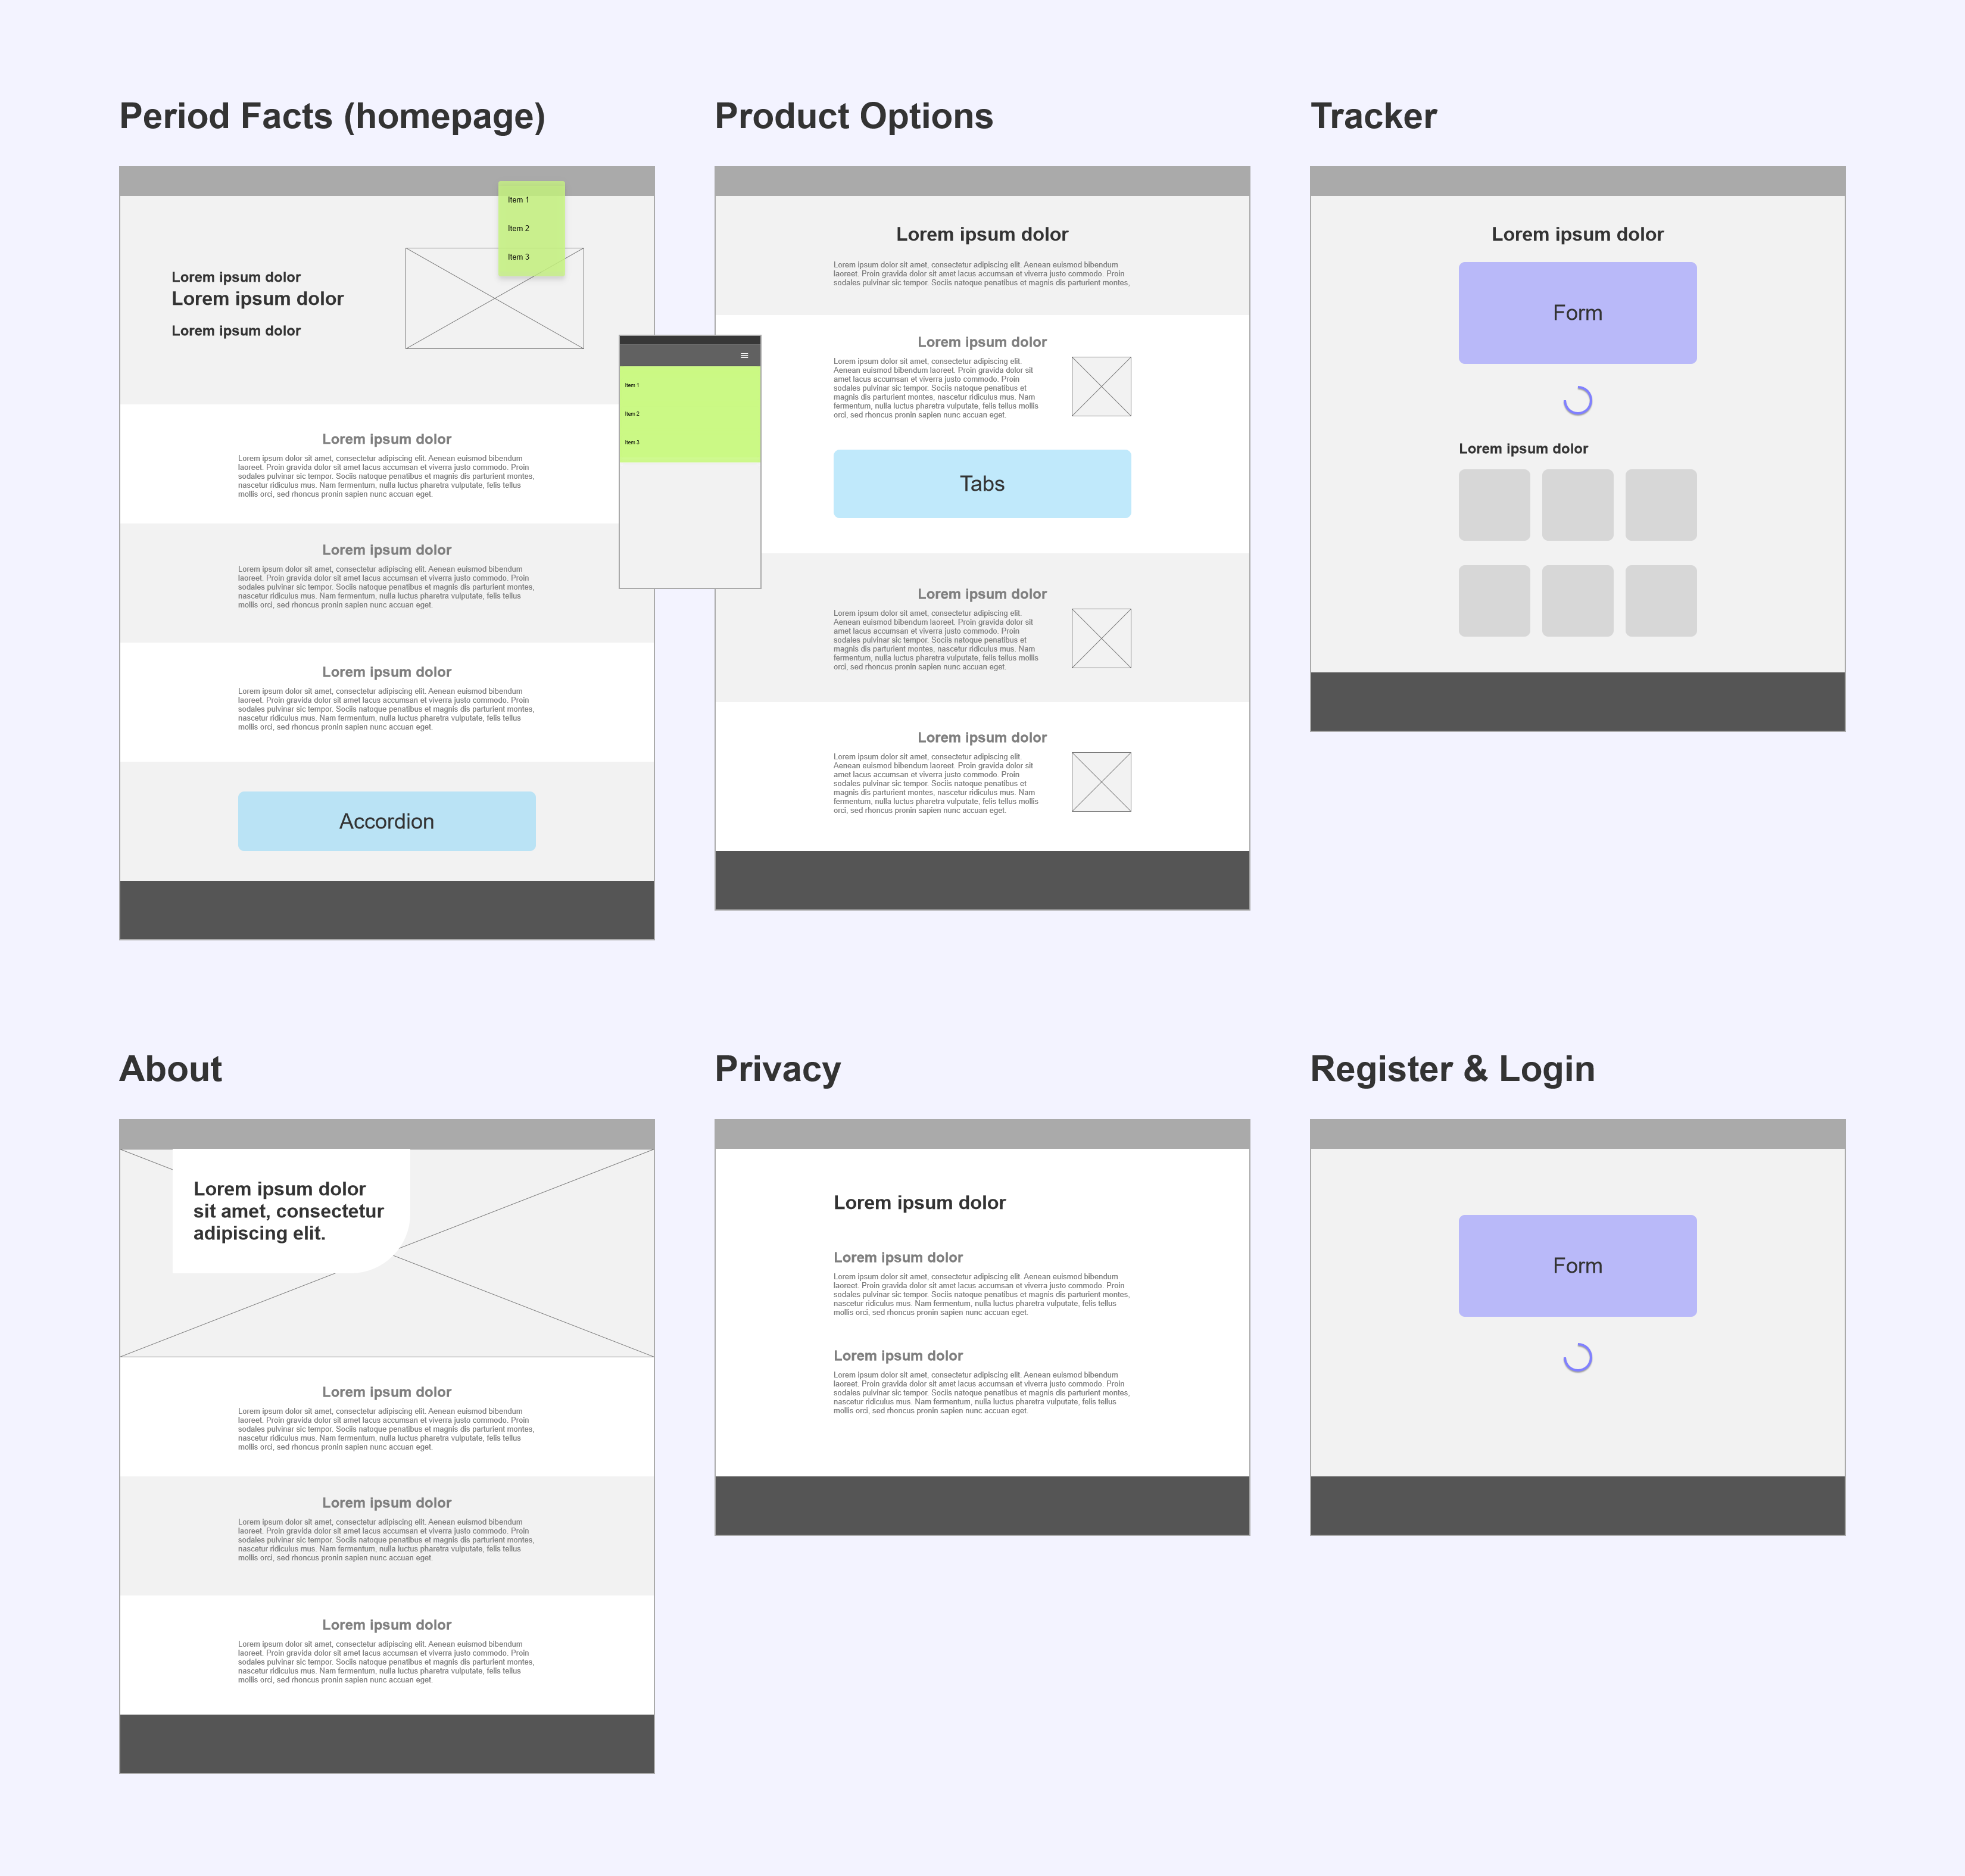 Period Facts (homepage)
Item 1
Item 2
Item 3
Lorem ipsum dolor
Lorem ipsum dolor
Lorem ipsum dolor
Lorem ipsum dolor
Lorem ipsum dolor sit amet, consectetur adipiscing elit. Aenean euismod bibendum
laoreet. Proin gravida dolor sit amet lacus accumsan et viverra justo commodo. Proin
sodales pulvinar sic tempor. Sociis natoque penatibus et magnis dis parturient montes,
nascetur ridiculus mus. Nam fermentum, nulla luctus pharetra vulputate, felis tellus
mollis orci, sed rhoncus pronin sapien nunc accuan eget.
Lorem ipsum dolor
Lorem ipsum dolor sit amet, consectetur adipiscing elit. Aenean euismod bibendum
laoreet. Proin gravida dolor sit amet lacus accumsan et viverra justo commodo. Proin
sodales pulvinar sic tempor. Sociis natoque penatibus et magnis dis parturient montes,
nascetur ridiculus mus. Nam fermentum, nulla luctus pharetra vulputate, felis tellus
mollis orci, sed rhoncus pronin sapien nunc accuan eget.
Lorem ipsum dolor
Lorem ipsum dolor sit amet, consectetur adipiscing elit. Aenean euismod bibendum
laoreet. Proin gravida dolor sit amet lacus accumsan et viverra justo commodo. Proin
sodales pulvinar sic tempor. Sociis natoque penatibus et magnis dis parturient montes,
nascetur ridiculus mus. Nam fermentum, nulla luctus pharetra vulputate, felis tellus
mollis orci, sed rhoncus pronin sapien nunc accuan eget.
Accordion
Item 1
Item 2
Item 3
Product Options
Lorem ipsum dolor
Lorem ipsum dolor sit amet, consectetur adipiscing elit. Aenean euismod bibendum
laoreet. Proin gravida dolor sit amet lacus accumsan et viverra justo commodo. Proin
sodales pulvinar sic tempor. Sociis natoque penatibus et magnis dis parturient montes,
Lorem ipsum dolor
Lorem ipsum dolor sit amet, consectetur adipiscing elit.
Aenean euismod bibendum laoreet. Proin gravida dolor sit
amet lacus accumsan et viverra justo commodo. Proin
sodales pulvinar sic tempor. Sociis natoque penatibus et
magnis dis parturient montes, nascetur ridiculus mus. Nam
fermentum, nulla luctus pharetra vulputate, felis tellus mollis
orci, sed rhoncus pronin sapien nunc accuan eget.
Tabs
Lorem ipsum dolor
Lorem ipsum dolor sit amet, consectetur adipiscing elit.
Aenean euismod bibendum laoreet. Proin gravida dolor sit
amet lacus accumsan et viverra justo commodo. Proin
sodales pulvinar sic tempor. Sociis natoque penatibus et
magnis dis parturient montes, nascetur ridiculus mus. Nam
fermentum, nulla luctus pharetra vulputate, felis tellus mollis
orci, sed rhoncus pronin sapien nunc accuan eget.
Lorem ipsum dolor
Lorem ipsum dolor sit amet, consectetur adipiscing elit.
Aenean euismod bibendum laoreet. Proin gravida dolor sit
amet lacus accumsan et viverra justo commodo. Proin
sodales pulvinar sic tempor. Sociis natoque penatibus et
magnis dis parturient montes, nascetur ridiculus mus. Nam
fermentum, nulla luctus pharetra vulputate, felis tellus mollis
orci, sed rhoncus pronin sapien nunc accuan eget.
Tracker
Lorem ipsum dolor
Form
Lorem ipsum dolor
About
Lorem ipsum dolor
sit amet, consectetur
adipiscing elit.
Lorem ipsum dolor
Lorem ipsum dolor sit amet, consectetur adipiscing elit. Aenean euismod bibendum
laoreet. Proin gravida dolor sit amet lacus accumsan et viverra justo commodo. Proin
sodales pulvinar sic tempor. Sociis natoque penatibus et magnis dis parturient montes,
nascetur ridiculus mus. Nam fermentum, nulla luctus pharetra vulputate, felis tellus
mollis orci, sed rhoncus pronin sapien nunc accuan eget.
Lorem ipsum dolor
Lorem ipsum dolor sit amet, consectetur adipiscing elit. Aenean euismod bibendum
laoreet. Proin gravida dolor sit amet lacus accumsan et viverra justo commodo. Proin
sodales pulvinar sic tempor. Sociis natoque penatibus et magnis dis parturient montes,
nascetur ridiculus mus. Nam fermentum, nulla luctus pharetra vulputate, felis tellus
mollis orci, sed rhoncus pronin sapien nunc accuan eget.
Lorem ipsum dolor
Lorem ipsum dolor sit amet, consectetur adipiscing elit. Aenean euismod bibendum
laoreet. Proin gravida dolor sit amet lacus accumsan et viverra justo commodo. Proin
sodales pulvinar sic tempor. Sociis natoque penatibus et magnis dis parturient montes,
nascetur ridiculus mus. Nam fermentum, nulla luctus pharetra vulputate, felis tellus
mollis orci, sed rhoncus pronin sapien nunc accuan eget.
Privacy
Lorem ipsum dolor
Lorem ipsum dolor
Lorem ipsum dolor sit amet, consectetur adipiscing elit. Aenean euismod bibendum
laoreet. Proin gravida dolor sit amet lacus accumsan et viverra justo commodo. Proin
sodales pulvinar sic tempor. Sociis natoque penatibus et magnis dis parturient montes,
nascetur ridiculus mus. Nam fermentum, nulla luctus pharetra vulputate, felis tellus
mollis orci, sed rhoncus pronin sapien nunc accuan eget.
Lorem ipsum dolor
Lorem ipsum dolor sit amet, consectetur adipiscing elit. Aenean euismod bibendum
laoreet. Proin gravida dolor sit amet lacus accumsan et viverra justo commodo. Proin
sodales pulvinar sic tempor. Sociis natoque penatibus et magnis dis parturient montes,
nascetur ridiculus mus. Nam fermentum, nulla luctus pharetra vulputate, felis tellus
mollis orci, sed rhoncus pronin sapien nunc accuan eget.
Register & Login
Form